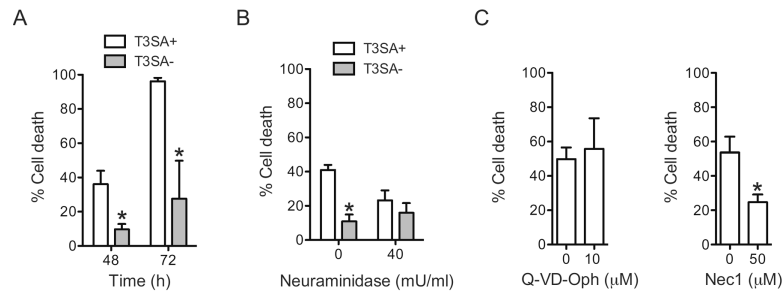 A
T3SA+
T3SA-
% Cell death
100
80
60
40
20
0
*
*
48
72
Time (h)
B
T3SA+
T3SA-
% Cell death
100
80
60
40
20
0
*
0
40
Neuraminidase (mU/ml)
C
% Cell death
100
80
60
40
20
0
0
10
Q-VD-Oph (μM)
% Cell death
100
80
60
40
20
0
*
0
50
Nec1 (μM)